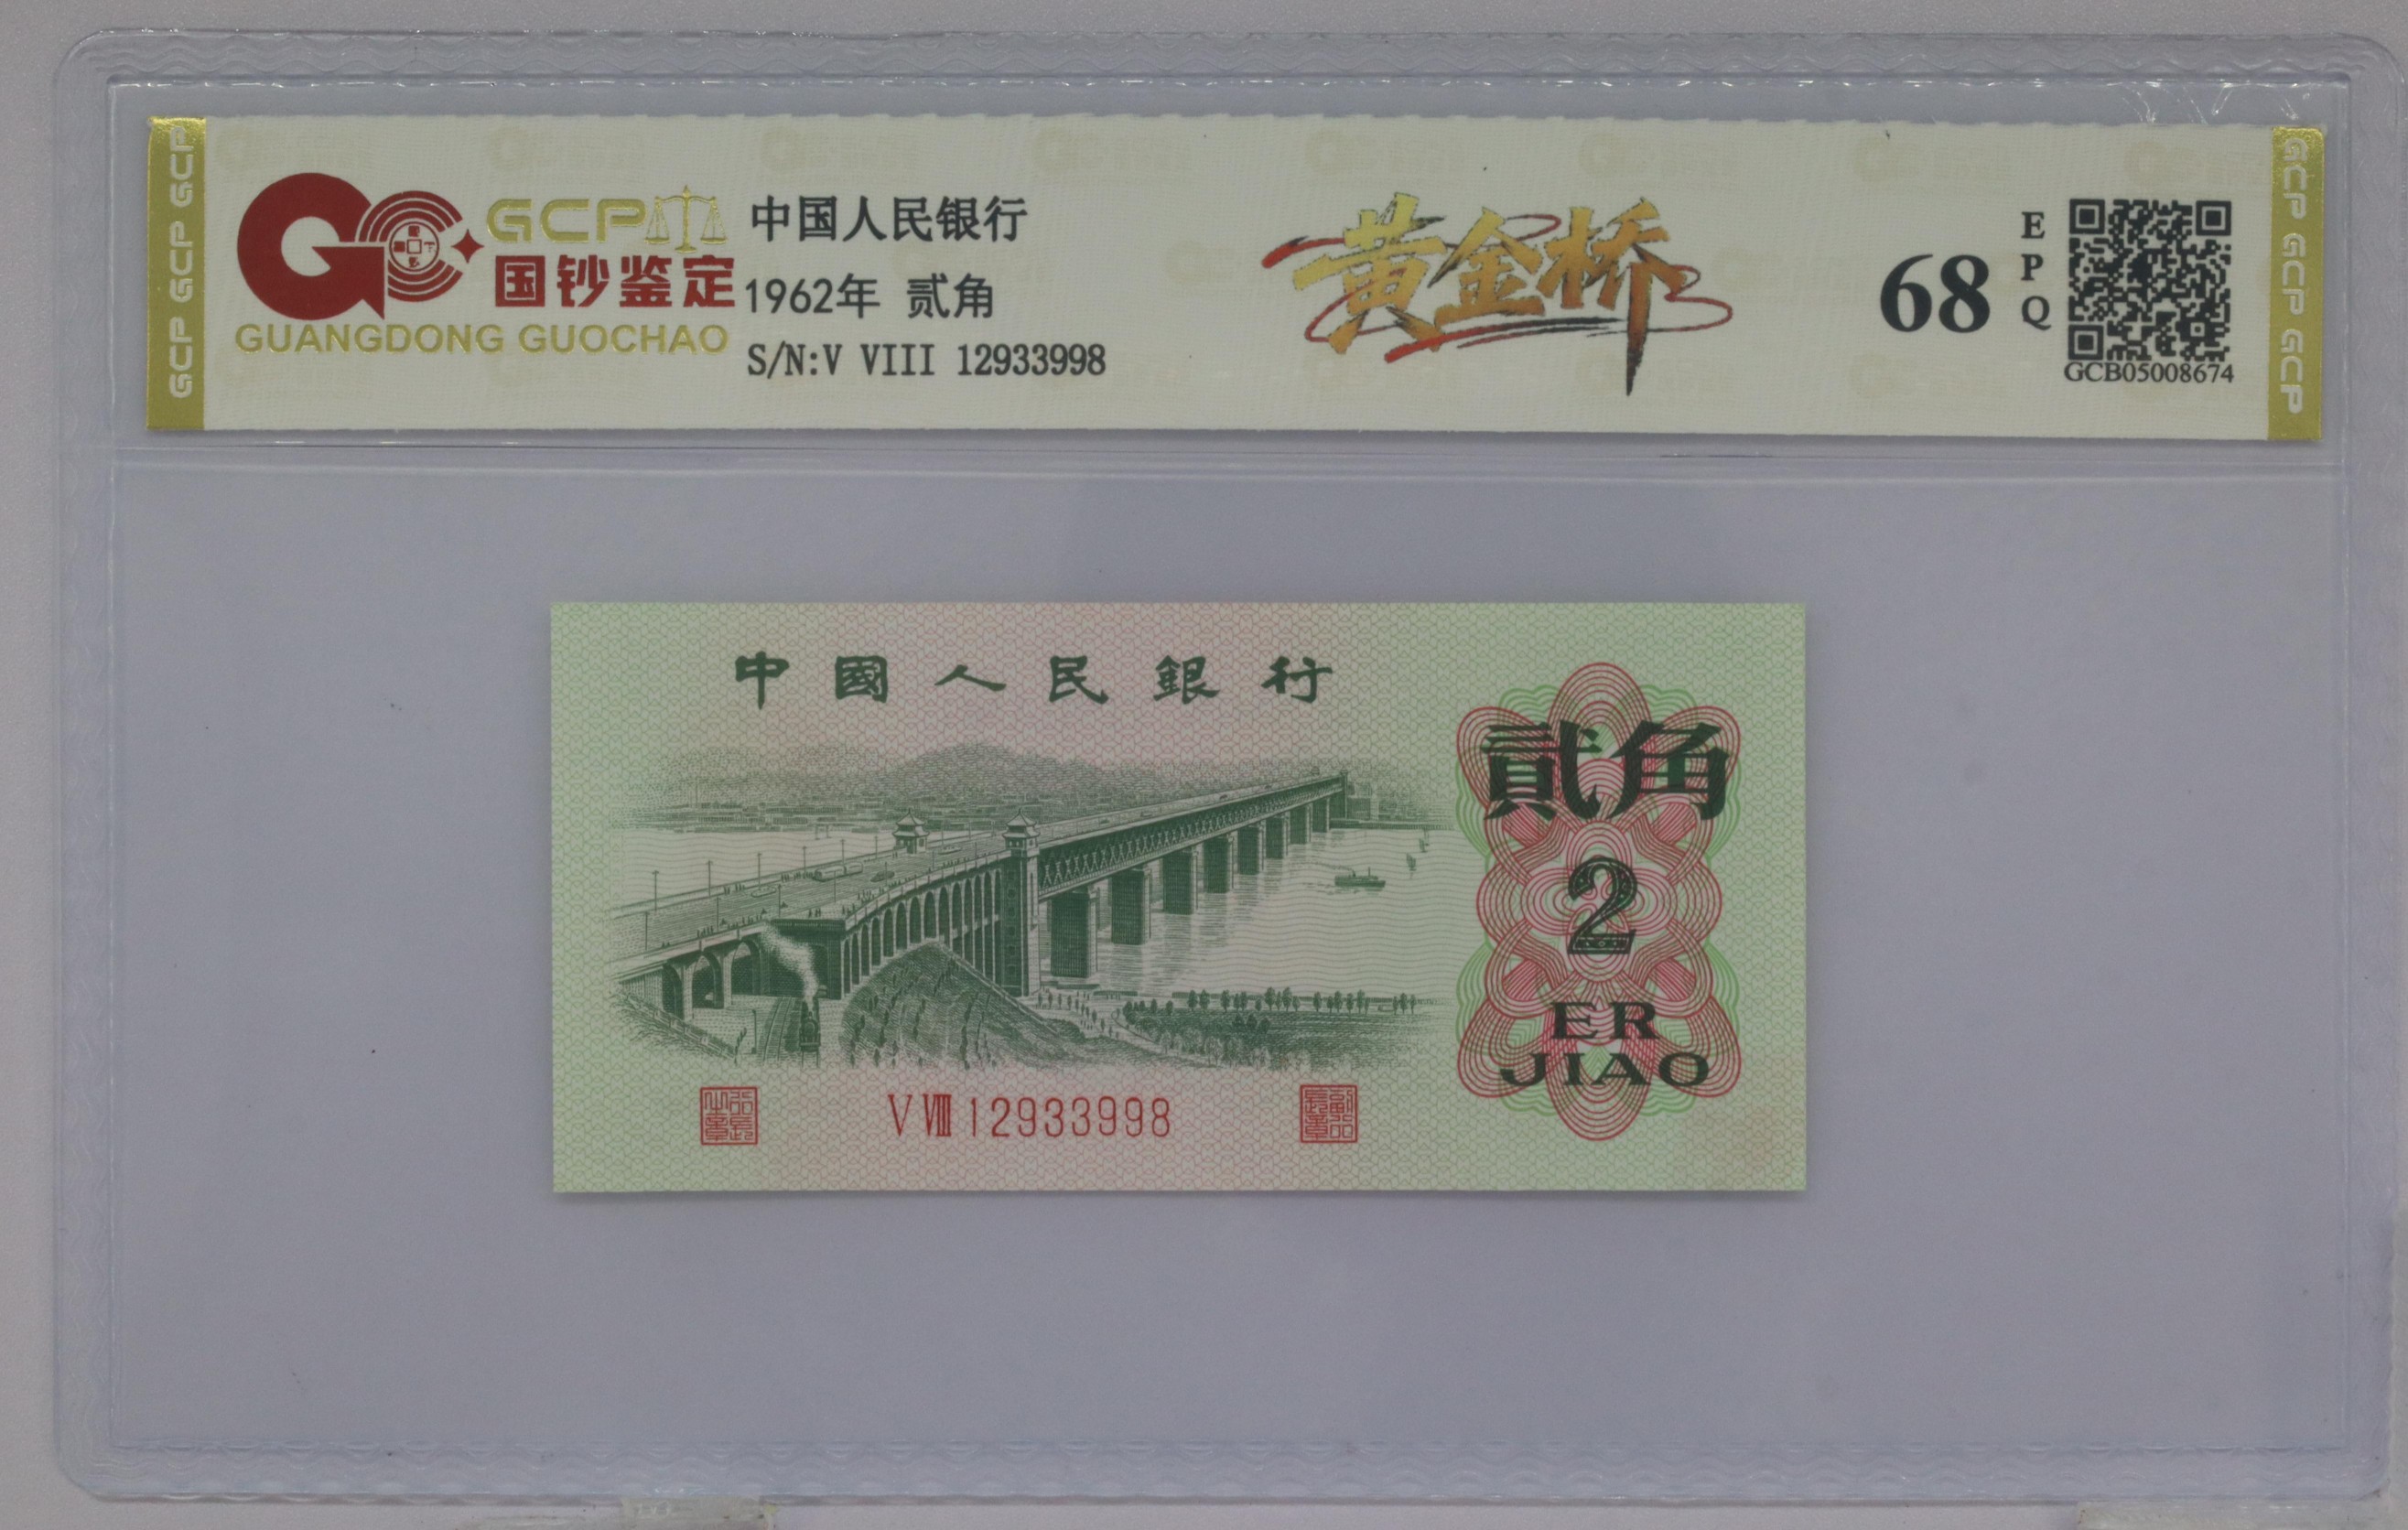 GCP GCP GCP
GCP
国钞鉴定
GUANGDONG GUOCHAO
中国人民银行
1962年 贰角
S/N:V VIII 12933998
黄金桥
68
EPQ
GCB05008674
GCP GCP GCP
中國人民銀行
貳角
2
ER
JIAO
V VIII 12933998